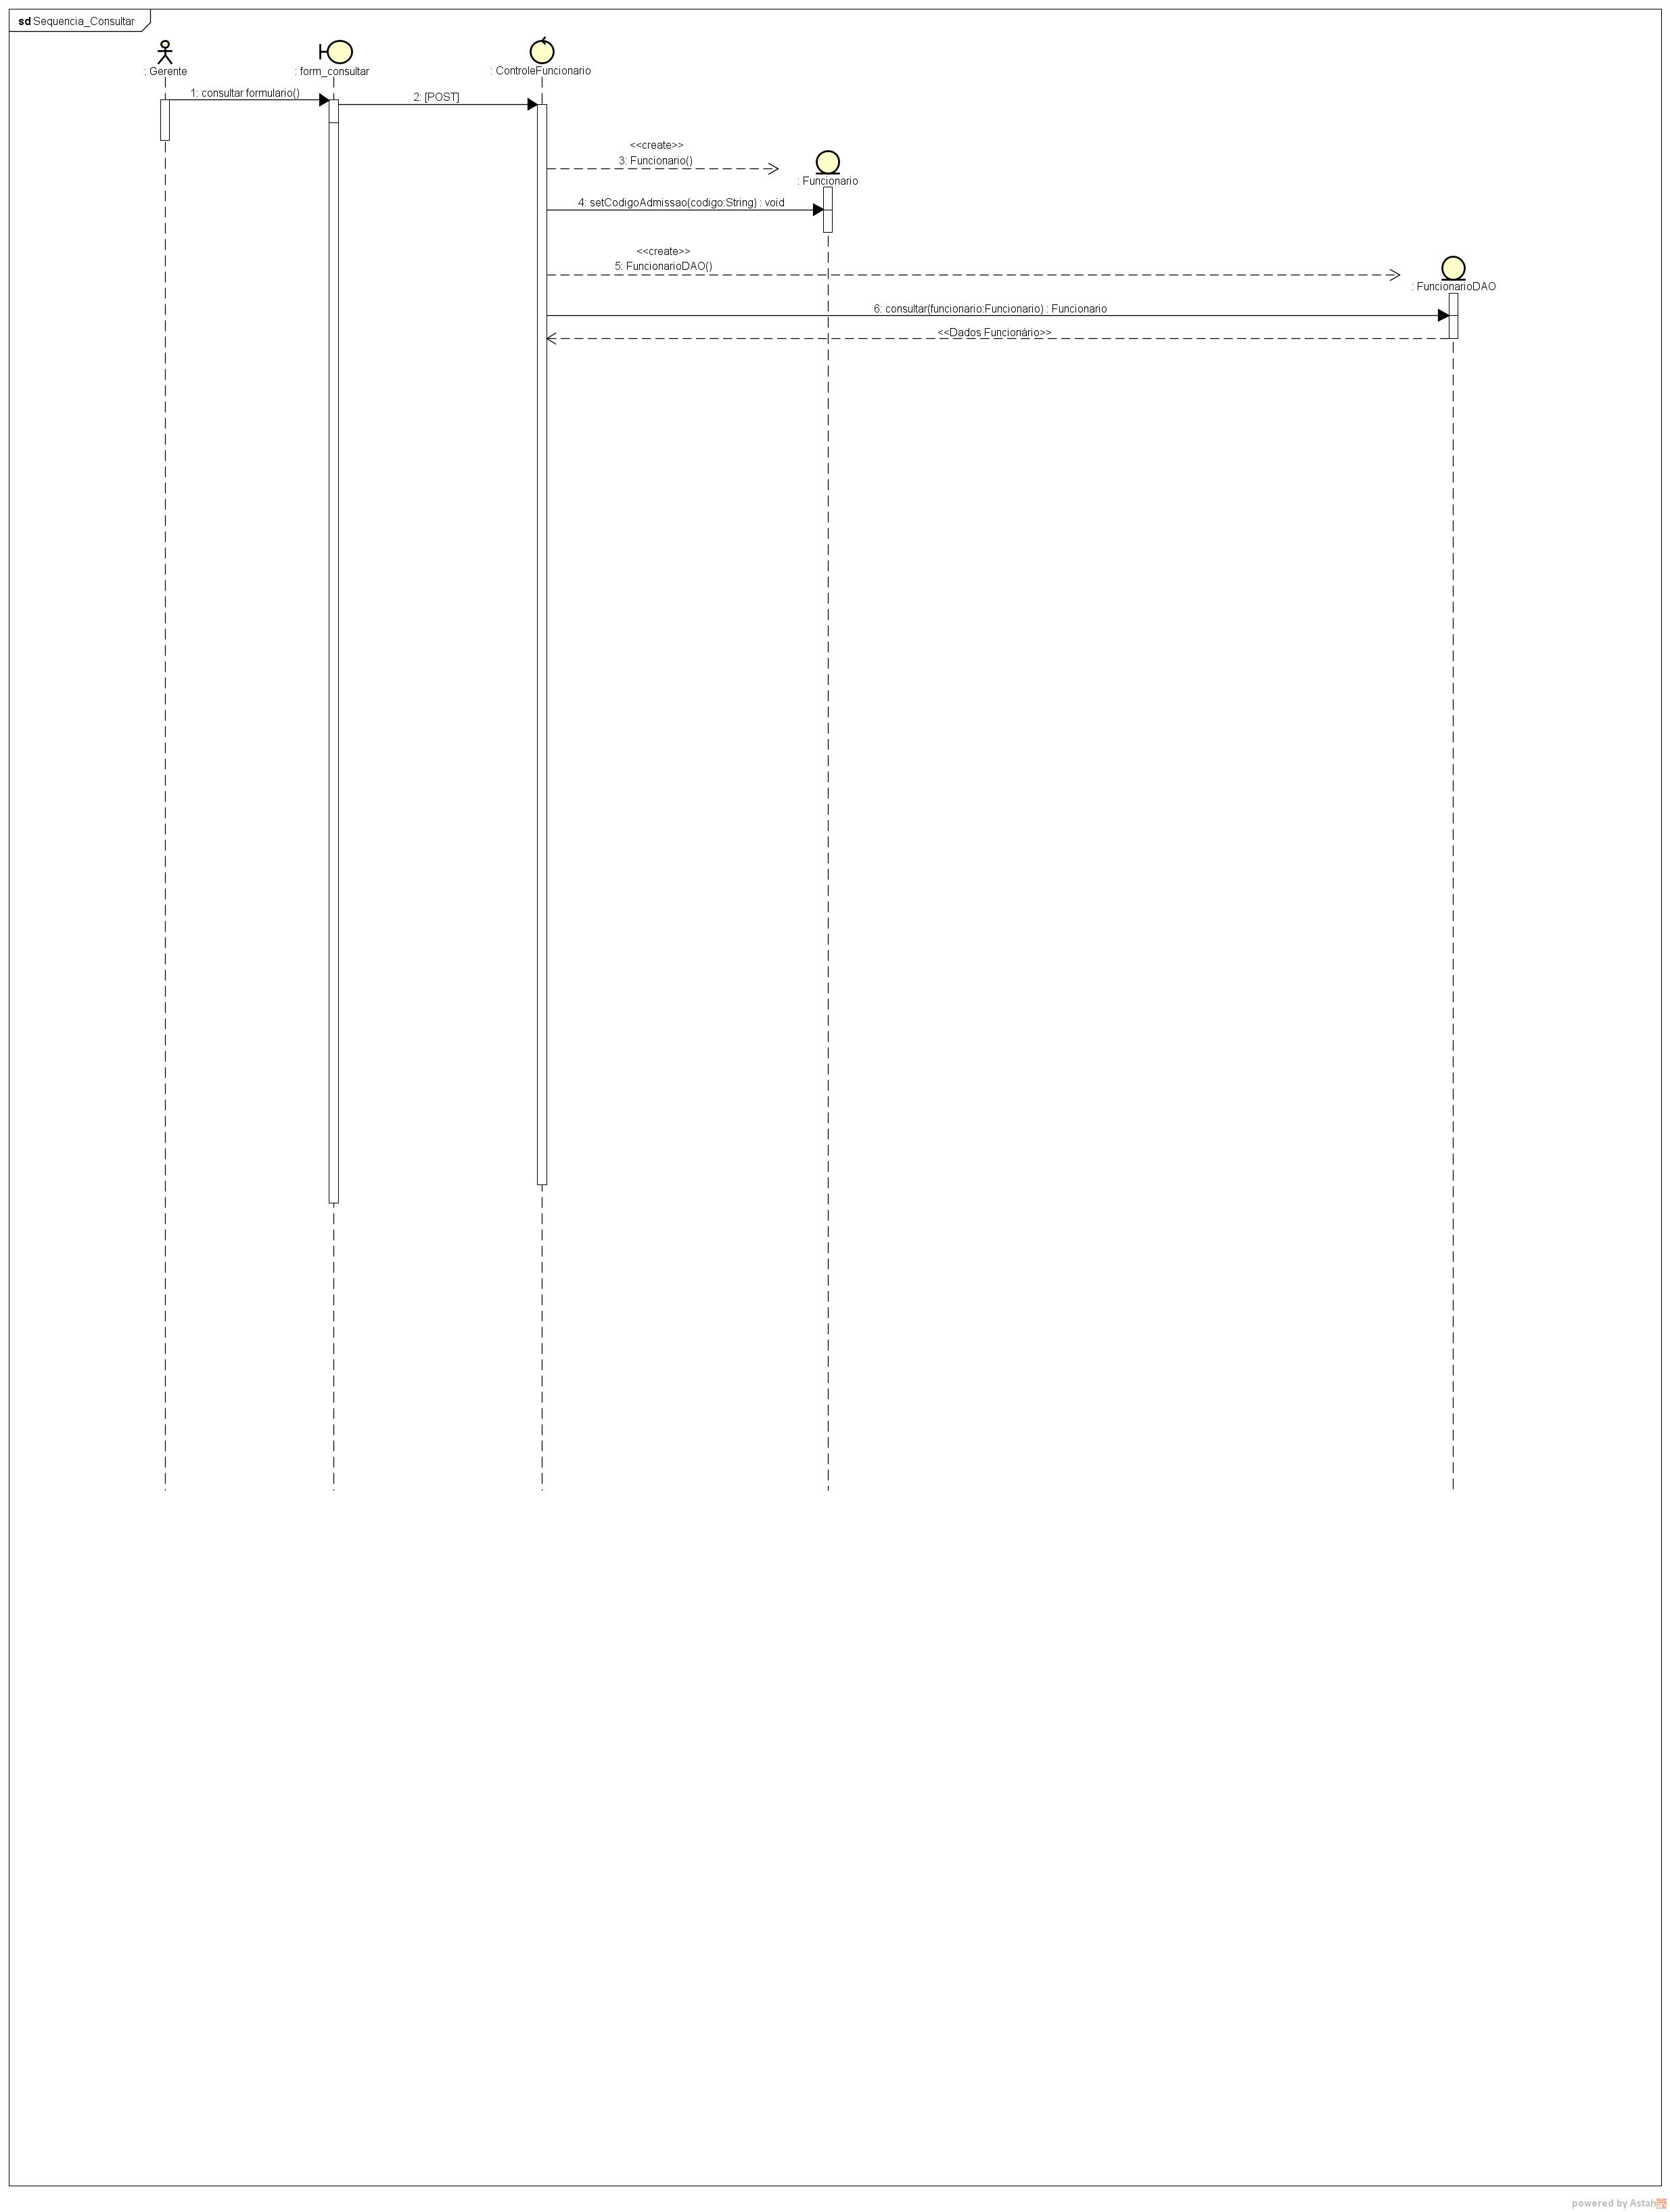 sd Sequencia_Consultar
: Gerente
: form_consultar
: ControleFuncionario
1: consultar formulario()
2: [POST]
<<create>>
3: Funcionario()
: Funcionario
4: setCodigoAdmissao(codigo:String) : void
<<create>>
5: FuncionarioDAO()
: FuncionarioDAO
6: consultar(funcionario:Funcionario) : Funcionario
<<Dados Funcionário>>
powered by Astah